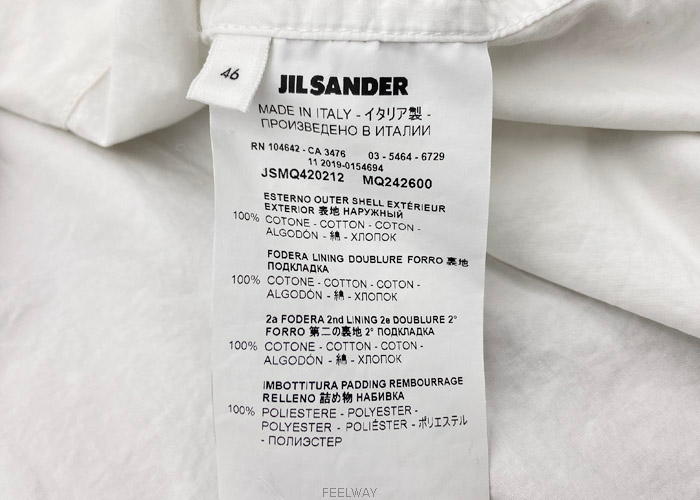 46
JIL SANDER
MADE IN ITALY - イタリア製 -
ПРОИЗВЕДЕНО В ИТАЛИИ
RN 104642 - CA 3476 03 - 5464 - 6729
11 2019-0154694
JSMQ420212 MQ242600
ESTERNO OUTER SHELL EXTÉRIEUR
EXTERIOR 表地 НАРУЖНЫЙ
100% COTONE - COTTON - COTON -
ALGODÓN - 綿 - ХЛОПОК
FODERA LINING DOUBLURE FORRO 裏地
ПОДКЛАДКА
100% COTONE - COTTON - COTON -
ALGODÓN - 綿 - ХЛОПОК
2a FODERA 2nd LINING 2e DOUBLURE 2°
FORRO 第二の裏地 2° ПОДКЛАДКА
100% COTONE - COTTON - COTON -
ALGODÓN - 綿 - ХЛОПОК
IMBOTTITURA PADDING REMBOURRAGE
RELLENO 詰め物 НАБИВКА
100% POLIESTERE - POLYESTER -
POLYESTER - POLIÉSTER - ポリエステル
- ПОЛИЭСТЕР
FEELWAY